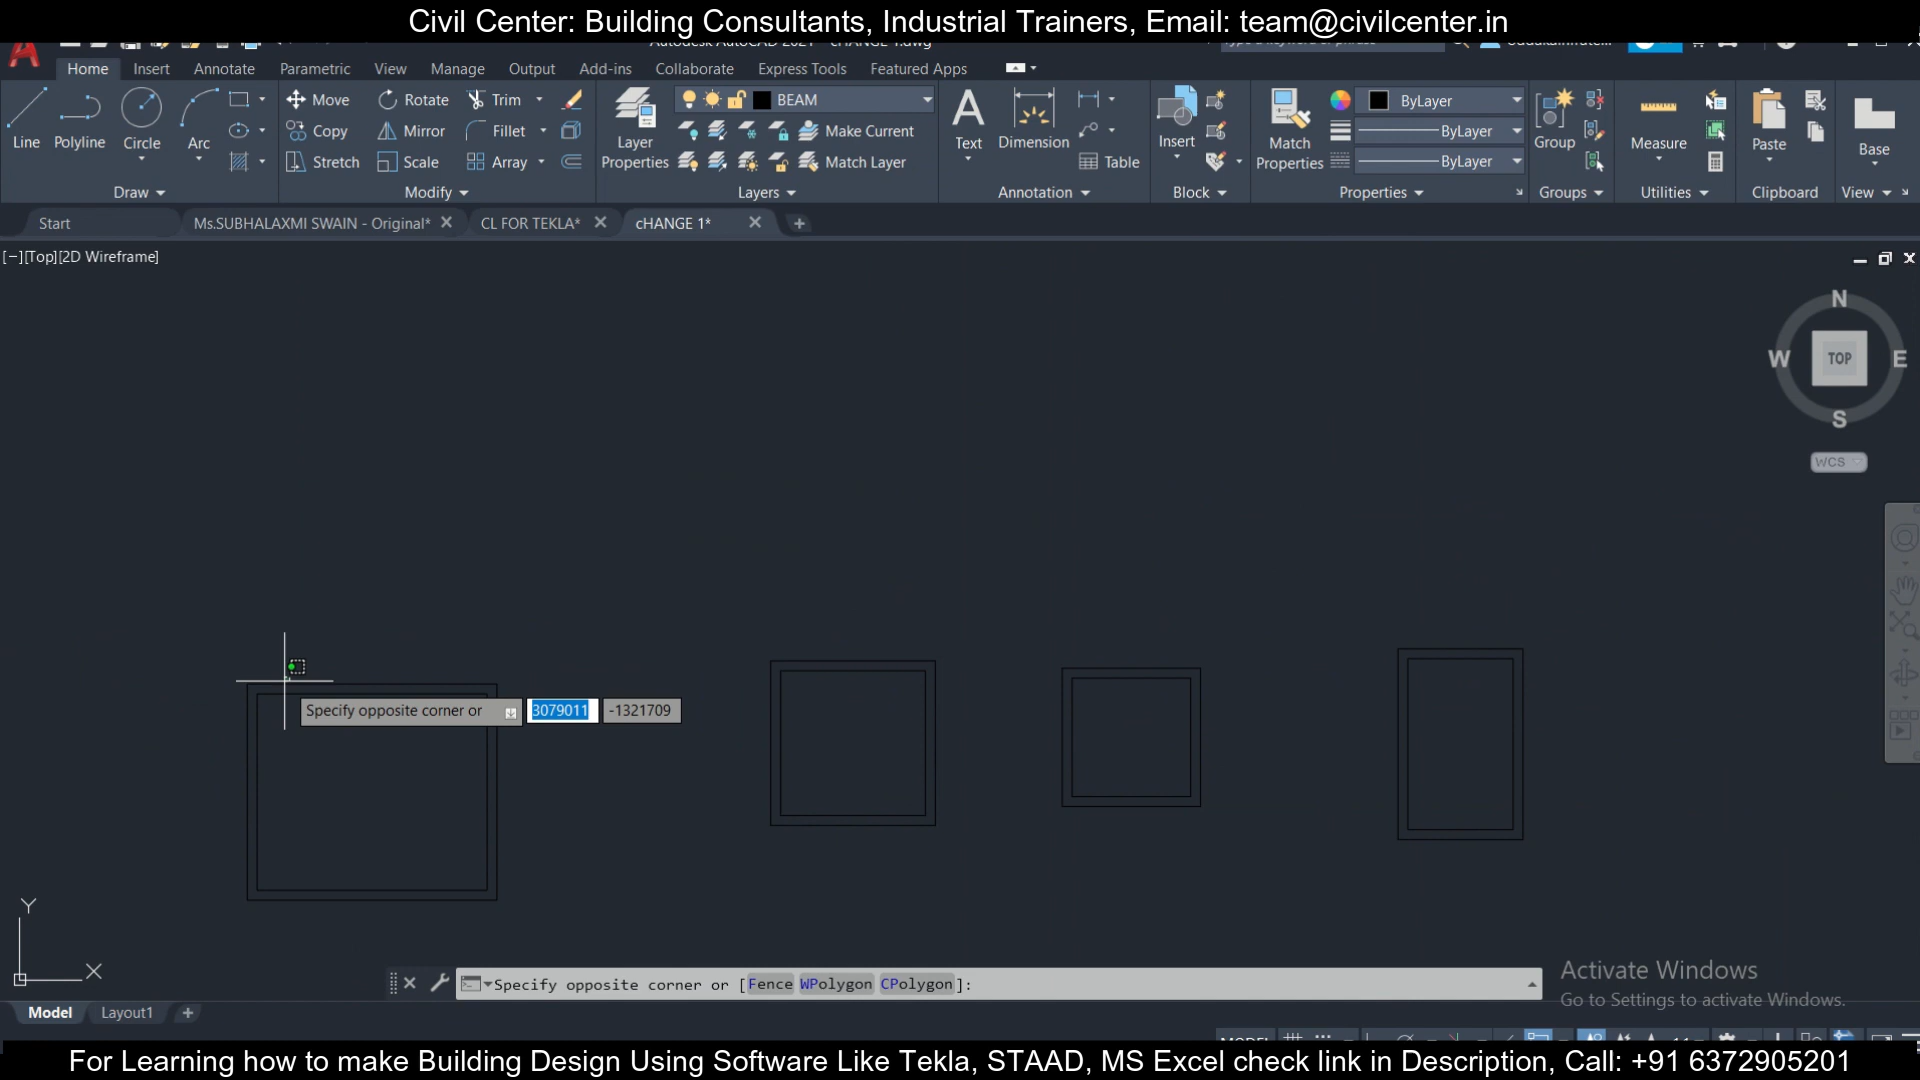 Civil Center: Building Consultants, Industrial Trainers, Email: team@civilcenter.in
Home Insert Annotate Parametric View Manage Output Add-ins Collaborate Express Tools Featured Apps
Line Polyline Circle Arc
Move Rotate Trim
Copy Mirror Fillet
Stretch Scale Array
Layer Properties
BEAM
Make Current
Match Layer
Text Dimension Table
Insert
Match Properties
ByLayer
ByLayer
ByLayer
Group Measure Paste Base
Draw Modify Layers Annotation Block Properties Groups Utilities Clipboard View
Start Ms.SUBHALAXMI SWAIN - Original* CL FOR TEKLA* cHANGE 1*
[−][Top][2D Wireframe]
N
W TOP E
S
WCS
Specify opposite corner or 3079011 -1321709
Y
X
Specify opposite corner or [Fence WPolygon CPolygon]:
Activate Windows
Go to Settings to activate Windows.
Model Layout1 +
For Learning how to make Building Design Using Software Like Tekla, STAAD, MS Excel check link in Description, Call: +91 6372905201